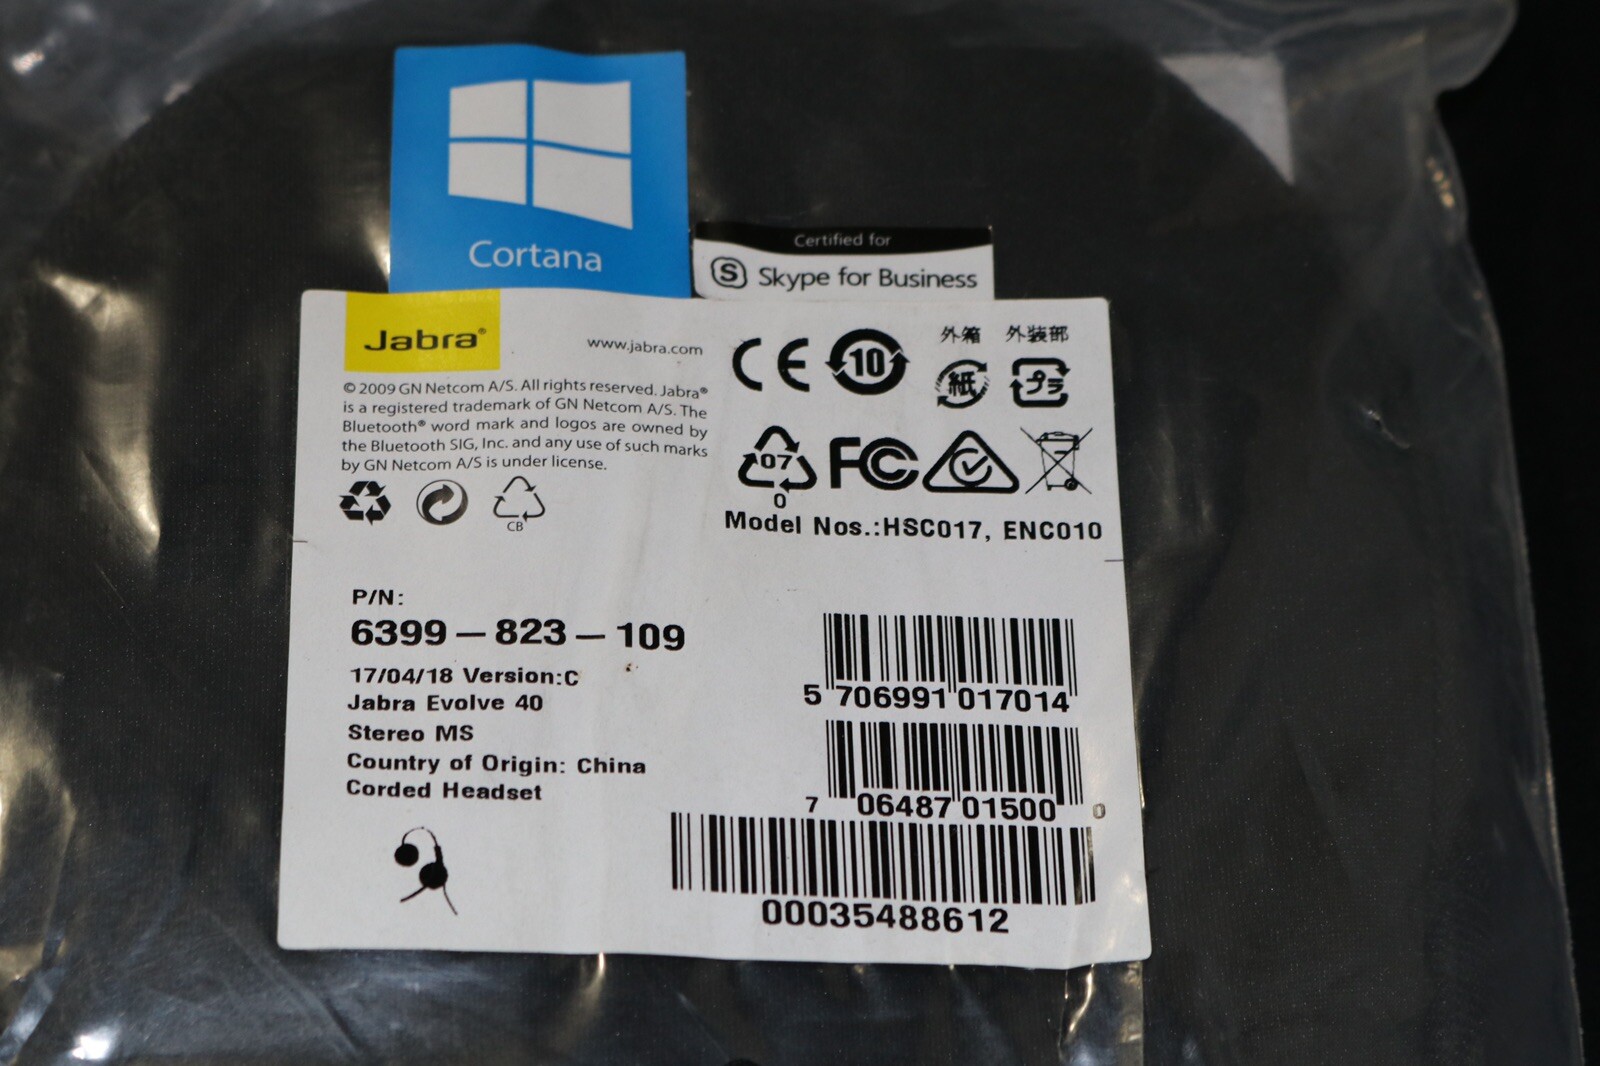 Cortana
Certified for
Skype for Business
Jabra®
www.jabra.com
© 2009 GN Netcom A/S. All rights reserved. Jabra®
is a registered trademark of GN Netcom A/S. The
Bluetooth® word mark and logos are owned by
the Bluetooth SIG, Inc. and any use of such marks
by GN Netcom A/S is under license.
CB
CE
10
外箱
紙
外装部
プラ
07
0
FC
Model Nos.:HSC017, ENC010
P/N:
6399-823-109
17/04/18 Version:C
Jabra Evolve 40
Stereo MS
Country of Origin: China
Corded Headset
5 706991 017014
7 06487 01500 0
00035488612